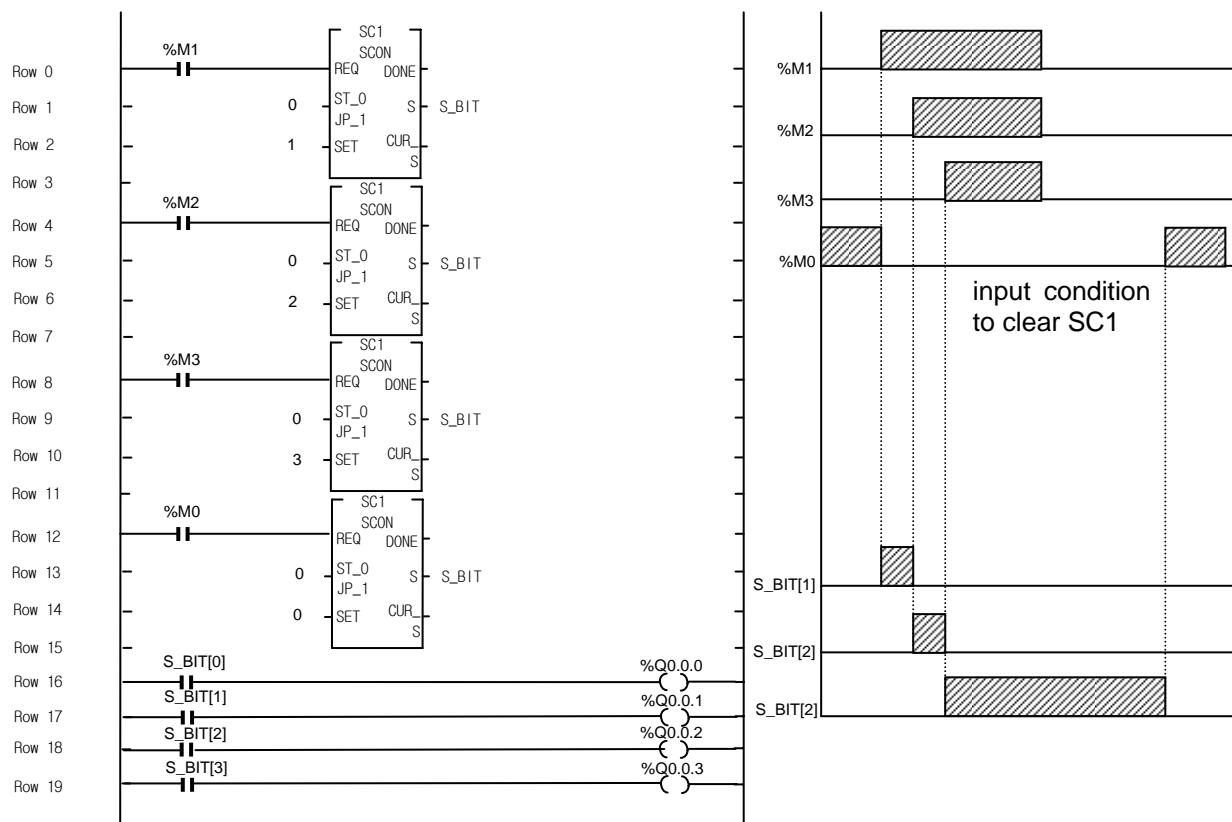 SC1
%M1
SCON
Row 0
REQ DONE
Row 1
0
ST_0 S S_BIT
JP_1
Row 2
1
SET CUR_
S
Row 3
SC1
%M2
SCON
Row 4
REQ DONE
Row 5
0
ST_0 S S_BIT
JP_1
Row 6
2
SET CUR_
S
Row 7
SC1
%M3
SCON
Row 8
REQ DONE
Row 9
0
ST_0 S S_BIT
JP_1
Row 10
3
SET CUR_
S
Row 11
SC1
%M0
SCON
Row 12
REQ DONE
Row 13
0
ST_0 S S_BIT
JP_1
Row 14
0
SET CUR_
S
Row 15
S_BIT[0] %Q0.0.0
Row 16
S_BIT[1] %Q0.0.1
Row 17
S_BIT[2] %Q0.0.2
Row 18
S_BIT[3] %Q0.0.3
Row 19
%M1
%M2
%M3
%M0
input condition
to clear SC1
S_BIT[1]
S_BIT[2]
S_BIT[2]